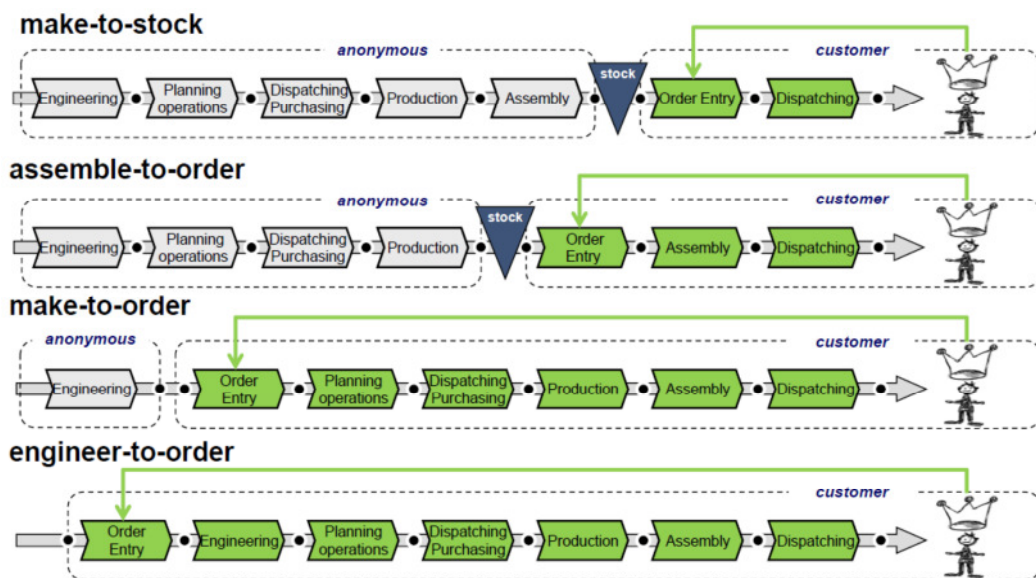 make-to-stock
anonymous
customer
Engineering
Planning
operations
Dispatching
Purchasing
Production
Assembly
stock
Order Entry
Dispatching
assemble-to-order
anonymous
customer
Engineering
Planning
operations
Dispatching
Purchasing
Production
stock
Order
Entry
Assembly
Dispatching
make-to-order
anonymous
customer
Engineering
Order
Entry
Planning
operations
Dispatching
Purchasing
Production
Assembly
Dispatching
engineer-to-order
customer
Order
Entry
Engineering
Planning
operations
Dispatching
Purchasing
Production
Assembly
Dispatching